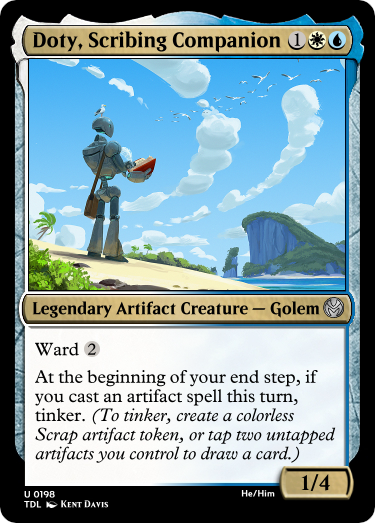 Doty, Scribing Companion 1
Legendary Artifact Creature — Golem
Ward 2
At the beginning of your end step, if
you cast an artifact spell this turn,
tinker. (To tinker, create a colorless
Scrap artifact token, or tap two untapped
artifacts you control to draw a card.)
1/4
U 0198 He/Him
TDL Kent Davis